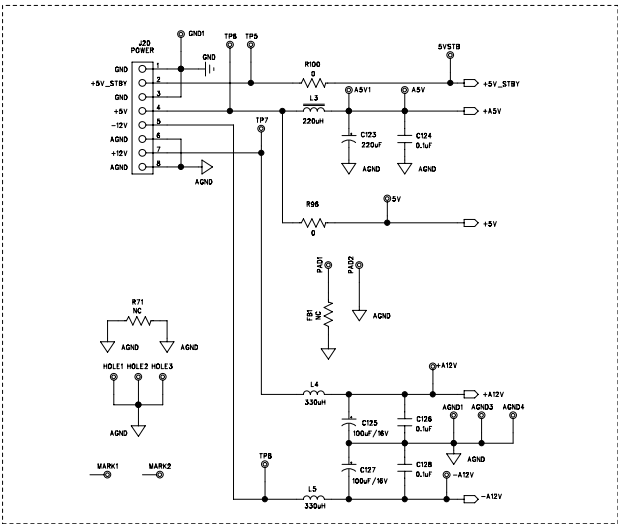 J20
POWER
GND1
TP6 TP5
5VSTB
GND 1
GND
+5V_STBY 2
R100
0
+5V_STBY
GND 3
L3
A5V1
A5V
+5V 4
220uH
+A5V
-12V 5
TP7
C123
220uF
C124
0.1uF
AGND 6
+12V 7
AGND 8
AGND
AGND
AGND
R96
0
5V
+5V
PAD1
PAD2
FB1
NC
AGND
R71
NC
AGND
AGND
HOLE1 HOLE2 HOLE3
+A12V
L4
330uH
+A12V
AGND1 AGND3 AGND4
C125
100uF/16V
C126
0.1uF
AGND
AGND
TP8
C127
100uF/16V
C128
0.1uF
-A12V
MARK1 MARK2
L5
330uH
-A12V